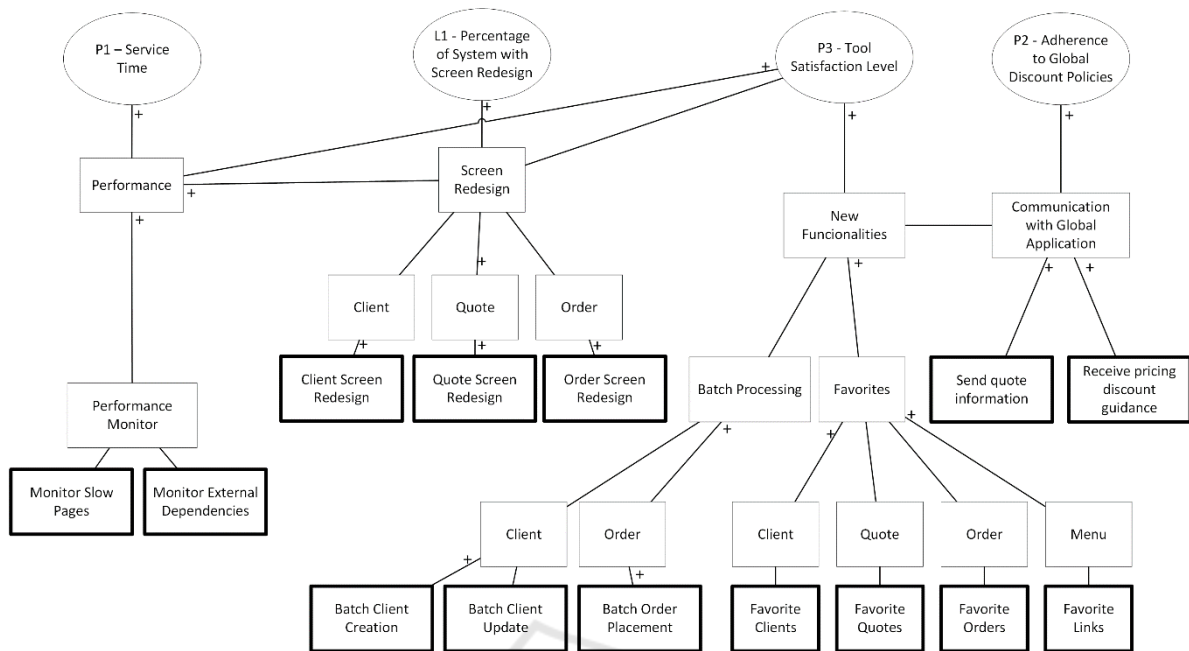 P1 – Service
Time
L1 - Percentage
of System with
Screen Redesign
P3 - Tool
Satisfaction Level
P2 - Adherence
to Global
Discount Policies
+
+
+
+
+
Performance
+
+
Screen
Redesign
New
Funcionalities
+
Communication
with Global
Application
+
+
+
Client
+
Quote
+
Order
+
Client Screen
Redesign
Quote Screen
Redesign
Order Screen
Redesign
Batch Processing
+
Favorites
+
+
Send quote
information
Receive pricing
discount
guidance
Performance
Monitor
Monitor Slow
Pages
Monitor External
Dependencies
Client
+
Order
+
Client
Quote
Order
Menu
Batch Client
Creation
Batch Client
Update
Batch Order
Placement
Favorite
Clients
Favorite
Quotes
Favorite
Orders
Favorite
Links